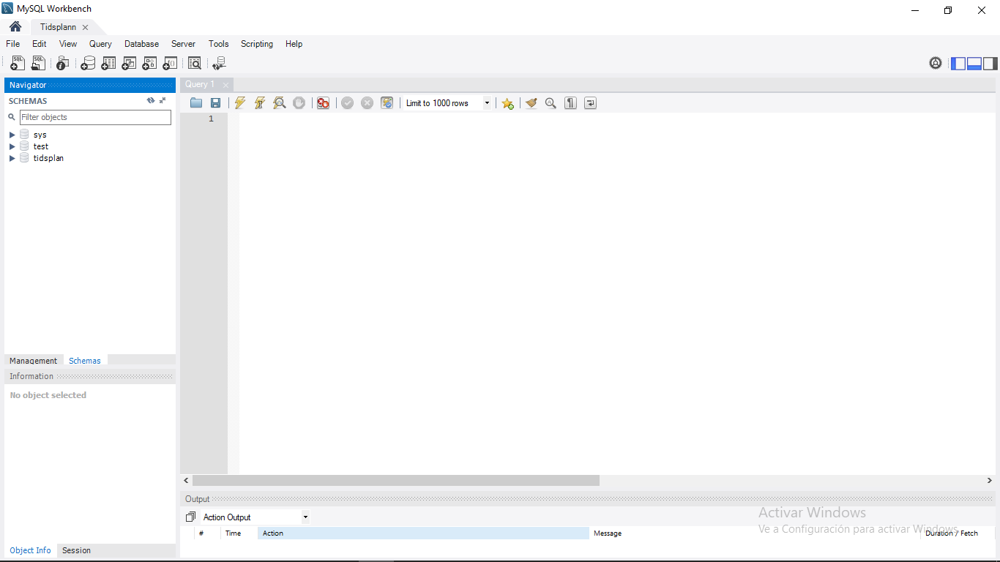 MySQL Workbench
Tidsplann
File Edit View Query Database Server Tools Scripting Help
Navigator
SCHEMAS
Filter objects
sys
test
tidsplan
Management Schemas
Information
No object selected
Object Info Session
Query 1
Limit to 1000 rows
1
Output
Action Output
# Time Action Message Duration / Fetch
Activar Windows
Ve a Configuración para activar Windows.